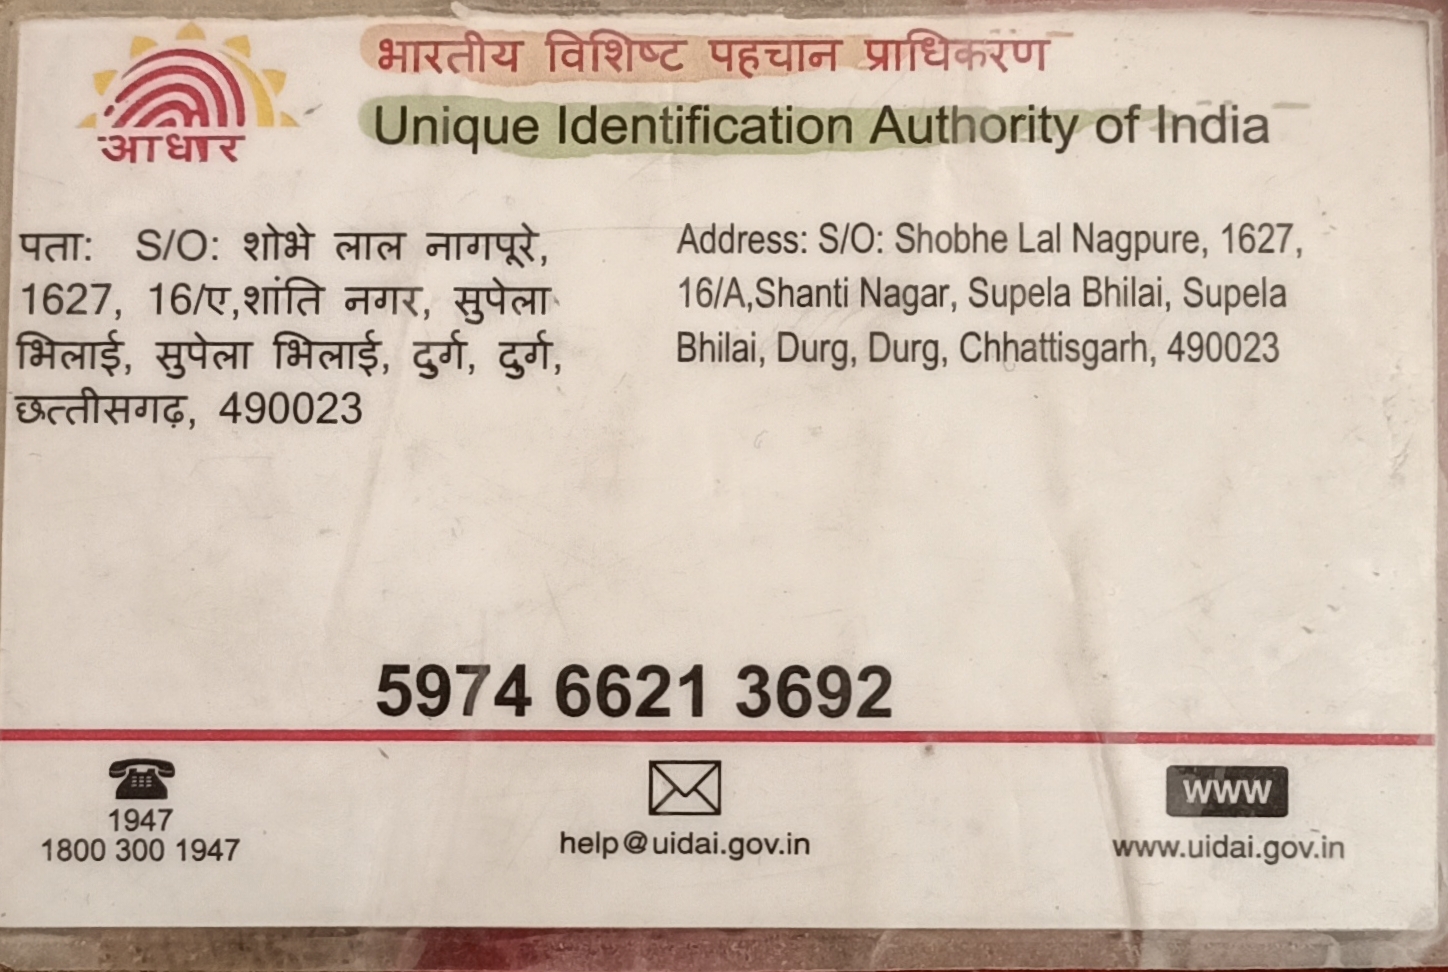 आधार
भारतीय विशिष्ट पहचान प्राधिकरण
Unique Identification Authority of India
पता: S/O: शोभे लाल नागपूरे,
1627, 16/ए,शांति नगर, सुपेला
भिलाई, सुपेला भिलाई, दुर्ग, दुर्ग,
छत्तीसगढ़, 490023
Address: S/O: Shobhe Lal Nagpure, 1627,
16/A,Shanti Nagar, Supela Bhilai, Supela
Bhilai, Durg, Durg, Chhattisgarh, 490023
5974 6621 3692
1947
1800 300 1947
help@uidai.gov.in
www
www.uidai.gov.in